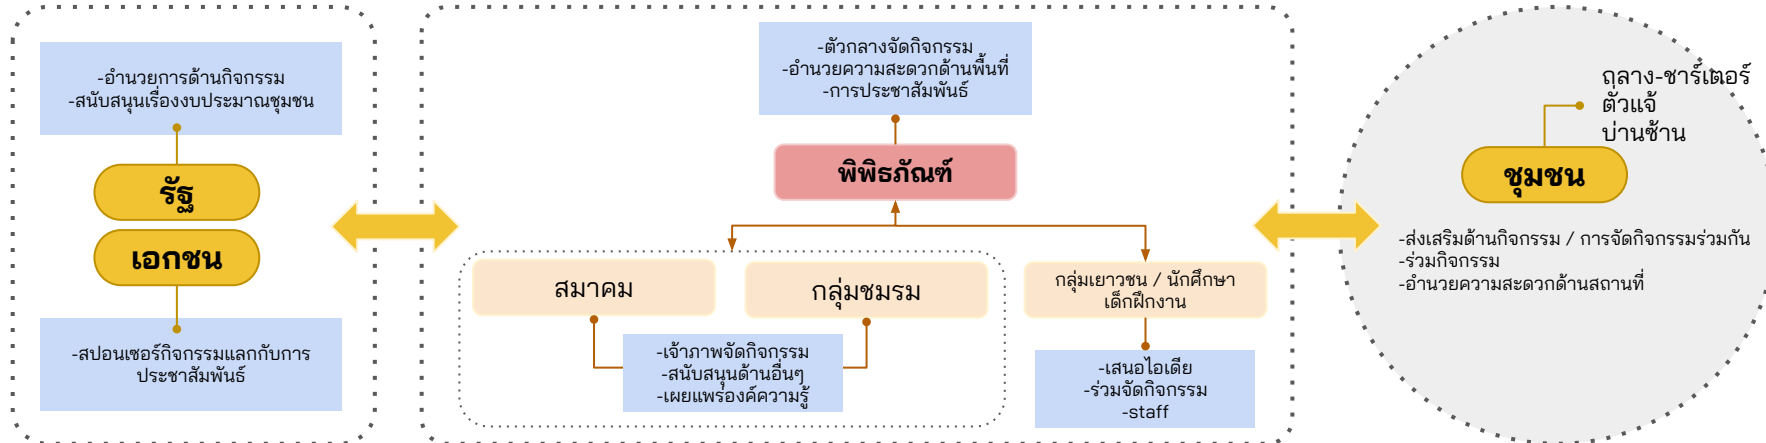 -อำนวยการด้านกิจกรรม
-สนับสนุนเรื่องงบประมาณชุมชน
รัฐ
เอกชน
-สปอนเซอร์กิจกรรมแลกกับการ
ประชาสัมพันธ์
-ตัวกลางจัดกิจกรรม
-อำนวยความสะดวกด้านพื้นที่
-การประชาสัมพันธ์
พิพิธภัณฑ์
สมาคม
กลุ่มชมรม
-เจ้าภาพจัดกิจกรรม
-สนับสนุนด้านอื่นๆ
-เผยแพร่องค์ความรู้
กลุ่มเยาวชน / นักศึกษา
เด็กฝึกงาน
-เสนอไอเดีย
-ร่วมจัดกิจกรรม
-staff
ถลาง-ชาร์เตอร์
ตัวแจ้
บ่านซ้าน
ชุมชน
-ส่งเสริมด้านกิจกรรม / การจัดกิจกรรมร่วมกัน
-ร่วมกิจกรรม
-อำนวยความสะดวกด้านสถานที่